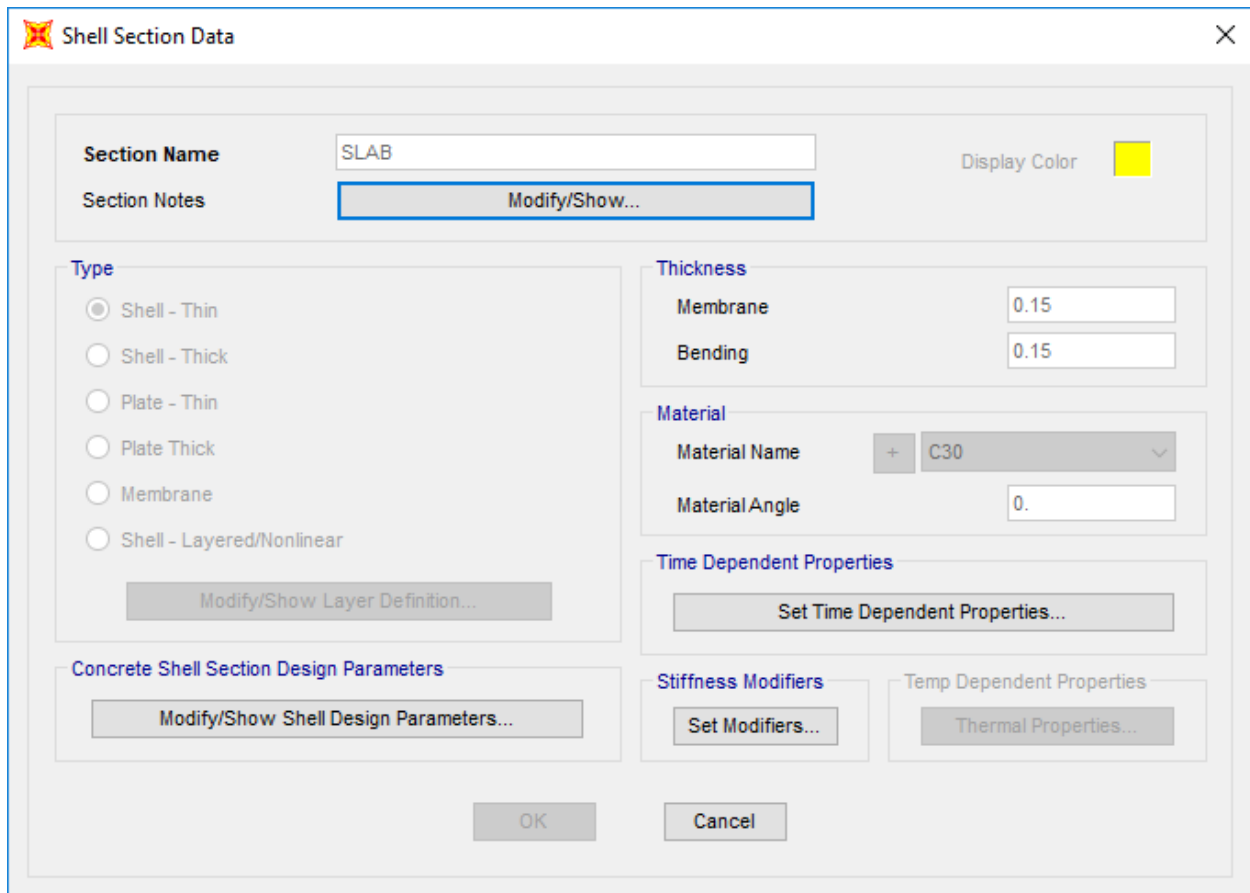 Shell Section Data
Section Name
SLAB
Display Color
Section Notes
Modify/Show...
Type
Shell - Thin
Shell - Thick
Plate - Thin
Plate Thick
Membrane
Shell - Layered/Nonlinear
Modify/Show Layer Definition...
Concrete Shell Section Design Parameters
Modify/Show Shell Design Parameters...
Thickness
Membrane
0.15
Bending
0.15
Material
Material Name
+
C30
Material Angle
0.
Time Dependent Properties
Set Time Dependent Properties...
Stiffness Modifiers
Set Modifiers...
Temp Dependent Properties
Thermal Properties...
OK
Cancel